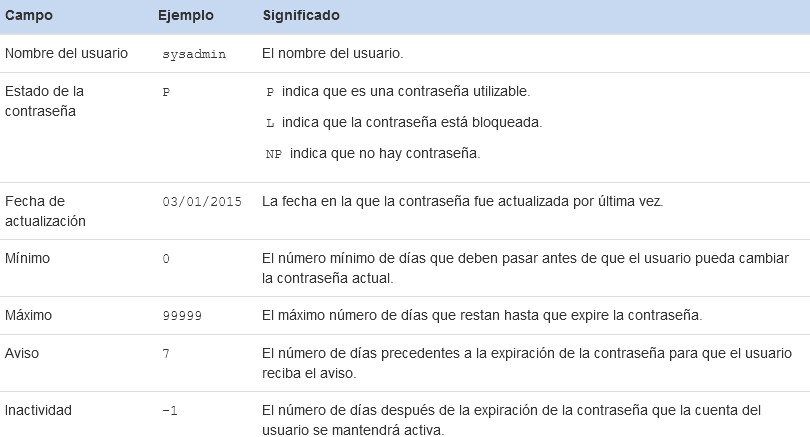 Campo Ejemplo Significado
Nombre del usuario sysadmin El nombre del usuario.
Estado de la contraseña P P indica que es una contraseña utilizable.
L indica que la contraseña está bloqueada.
NP indica que no hay contraseña.
Fecha de actualización 03/01/2015 La fecha en la que la contraseña fue actualizada por última vez.
Mínimo 0 El número mínimo de días que deben pasar antes de que el usuario pueda cambiar
la contraseña actual.
Máximo 99999 El máximo número de días que restan hasta que expire la contraseña.
Aviso 7 El número de días precedentes a la expiración de la contraseña para que el usuario
reciba el aviso.
Inactividad -1 El número de días después de la expiración de la contraseña que la cuenta del
usuario se mantendrá activa.